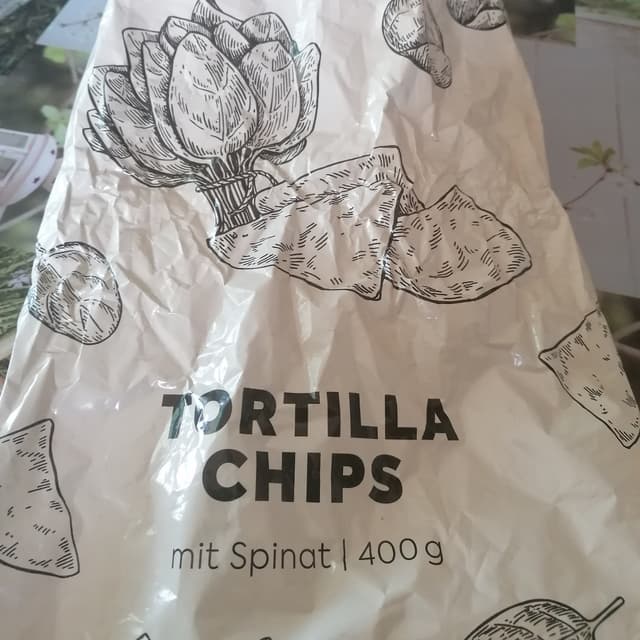 TORTILLA
CHIPS
mit Spinat | 400 g